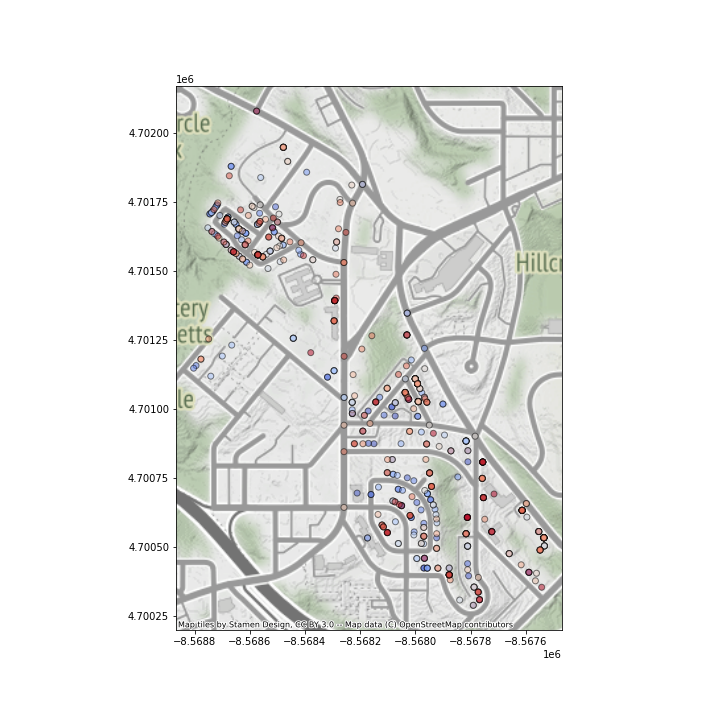 1e6
4.70200
4.70175
4.70150
4.70125
4.70100
4.70075
4.70050
4.70025
rcle
k
Hillcr
tery
etts
le
Map tiles by Stamen Design, CC BY 3.0 -- Map data (C) OpenStreetMap contributors
−8.5688 −8.5686 −8.5684 −8.5682 −8.5680 −8.5678 −8.5676
1e6